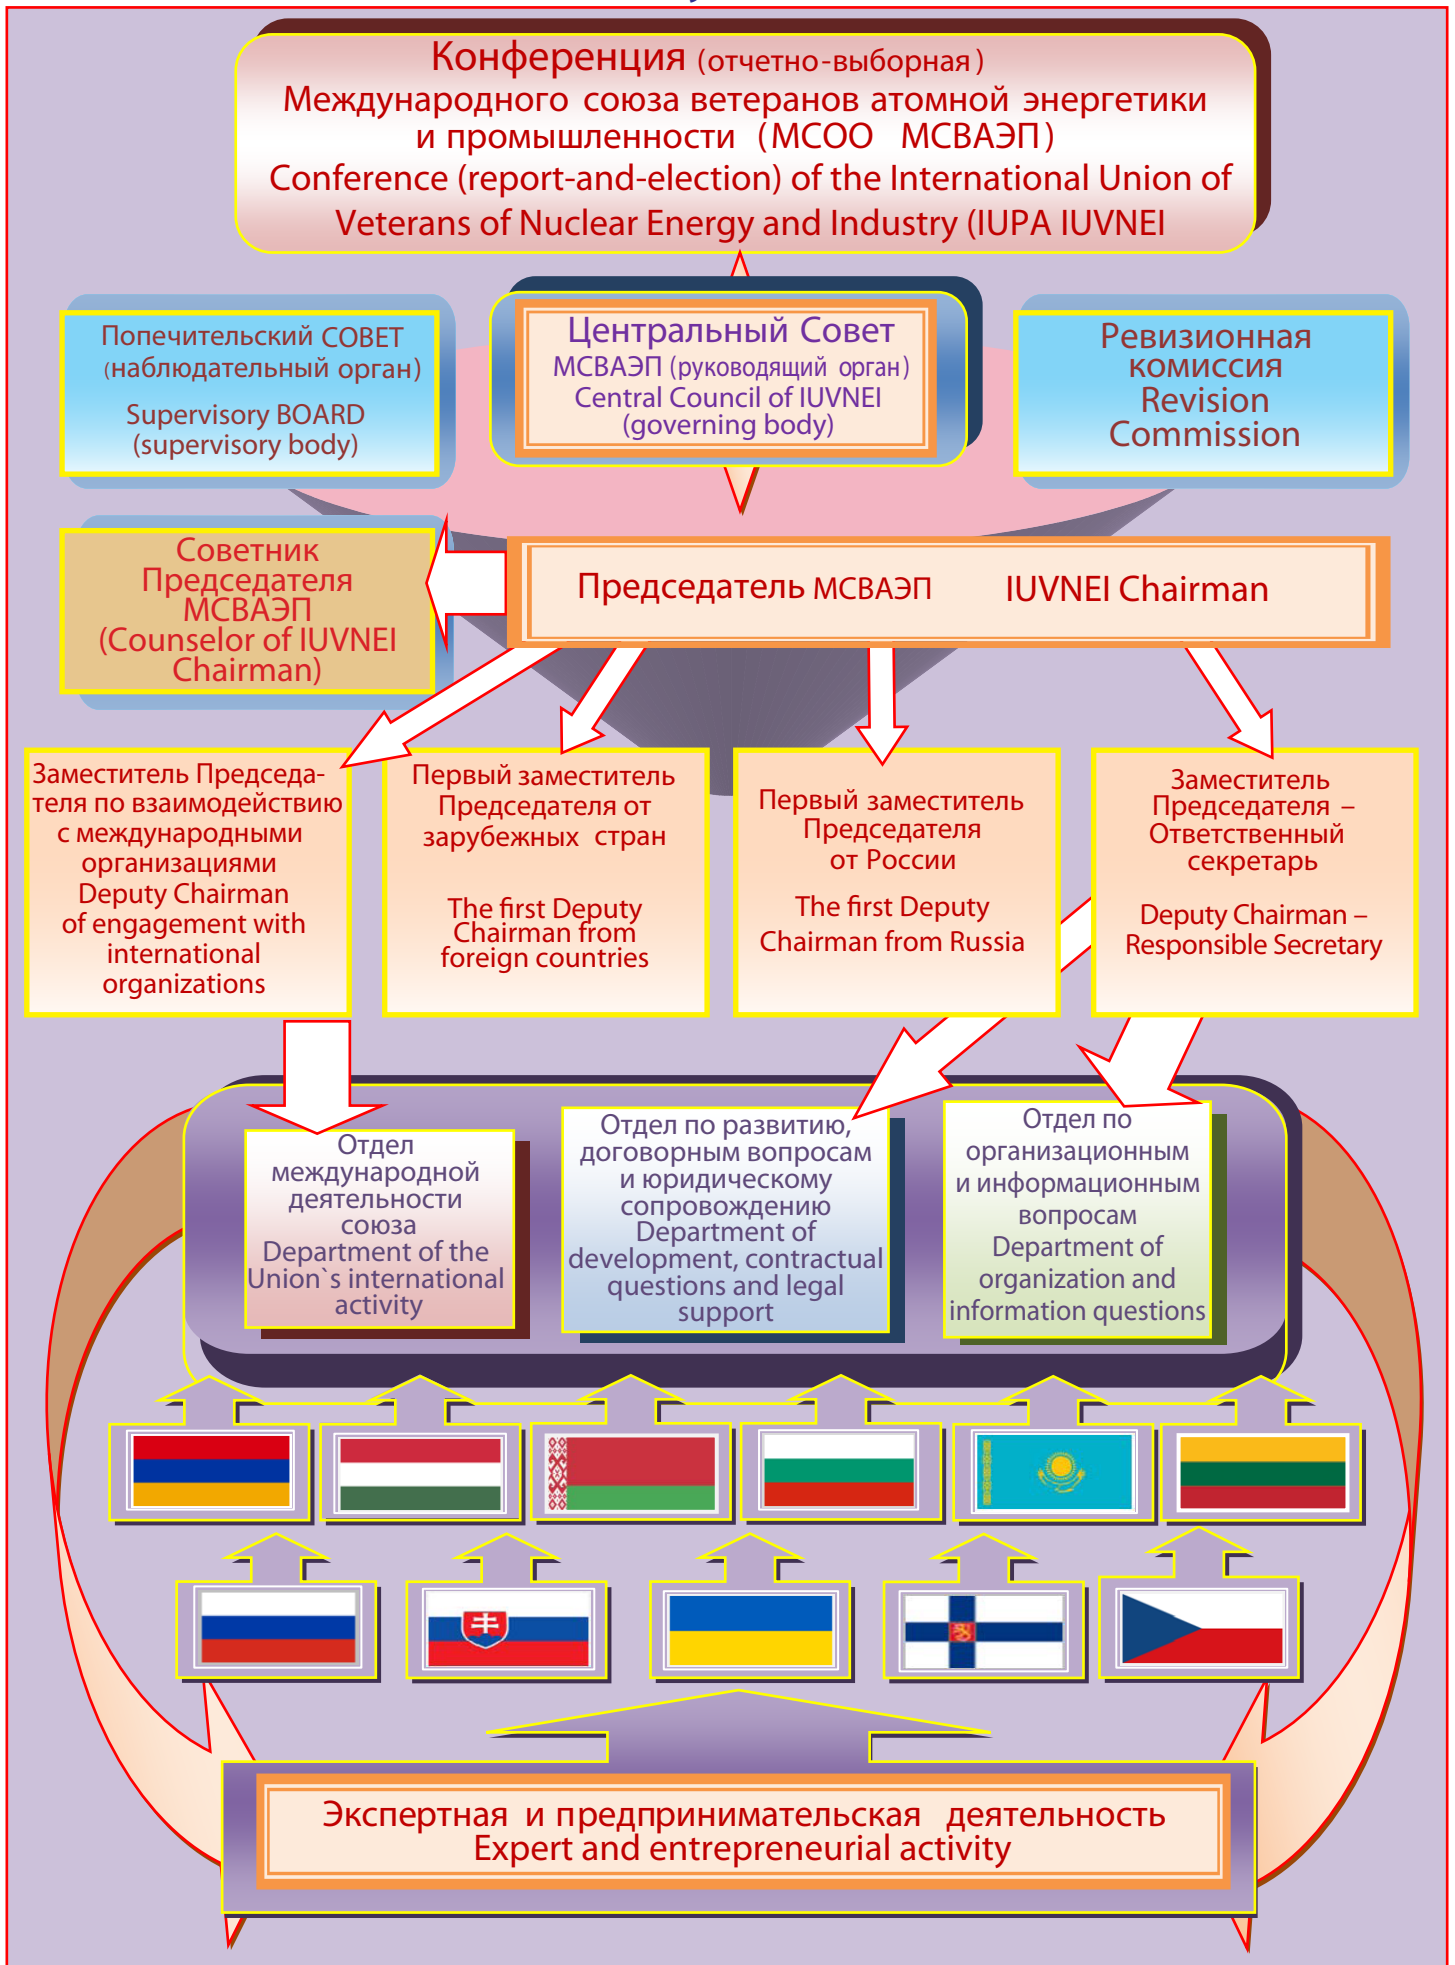 Конференция (отчетно-выборная)
Международного союза ветеранов атомной энергетики
и промышленности (МСОО МСВАЭП)
Conference (report-and-election) of the International Union of
Veterans of Nuclear Energy and Industry (IUPA IUVNEI
Попечительский СОВЕТ
(наблюдательный орган)
Supervisory BOARD
(supervisory body)
Центральный Совет
МСВАЭП (руководящий орган)
Central Council of IUVNEI
(governing body)
Ревизионная
комиссия
Revision
Commission
Советник
Председателя
МСВАЭП
(Counselor of IUVNEI
Chairman)
Председатель МСВАЭП IUVNEI Chairman
Заместитель Председа-
теля по взаимодействию
с международными
организациями
Deputy Chairman
of engagement with
international
organizations
Первый заместитель
Председателя от
зарубежных стран
The first Deputy
Chairman from
foreign countries
Первый заместитель
Председателя
от России
The first Deputy
Chairman from Russia
Заместитель
Председателя –
Ответственный
секретарь
Deputy Chairman –
Responsible Secretary
Отдел
международной
деятельности
союза
Department of the
Union`s international
activity
Отдел по развитию,
договорным вопросам
и юридическому
сопровождению
Department of
development, contractual
questions and legal
support
Отдел по
организационным
и информационным
вопросам
Department of
organization and
information questions
Экспертная и предпринимательская деятельность
Expert and entrepreneurial activity